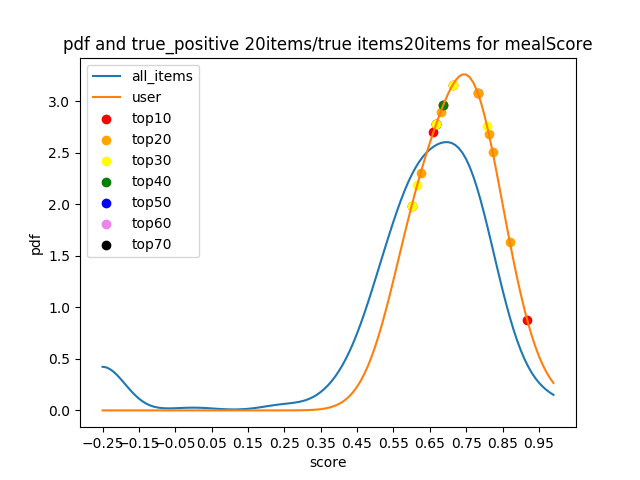 pdf and true_positive 20items/true items20items for mealScore
all_items
user
top10
top20
top30
top40
top50
top60
top70
pdf
3.0
2.5
2.0
1.5
1.0
0.5
0.0
−0.25 −0.15 −0.05 0.05 0.15 0.25 0.35 0.45 0.55 0.65 0.75 0.85 0.95
score